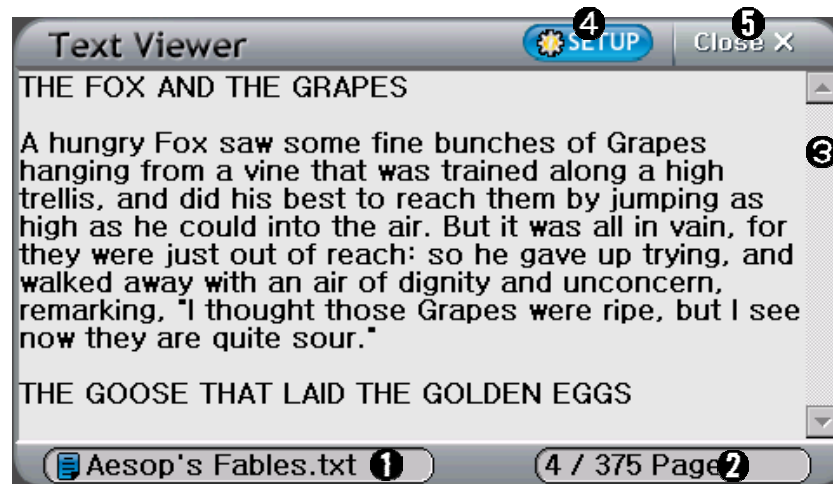 Text Viewer
4
SETUP
5
Close X
THE FOX AND THE GRAPES
A hungry Fox saw some fine bunches of Grapes
hanging from a vine that was trained along a high
3
trellis, and did his best to reach them by jumping as
high as he could into the air. But it was all in vain, for
they were just out of reach: so he gave up trying, and
walked away with an air of dignity and unconcern,
remarking, "I thought those Grapes were ripe, but I see
now they are quite sour."
THE GOOSE THAT LAID THE GOLDEN EGGS
Aesop's Fables.txt 1
4 / 375 Page 2